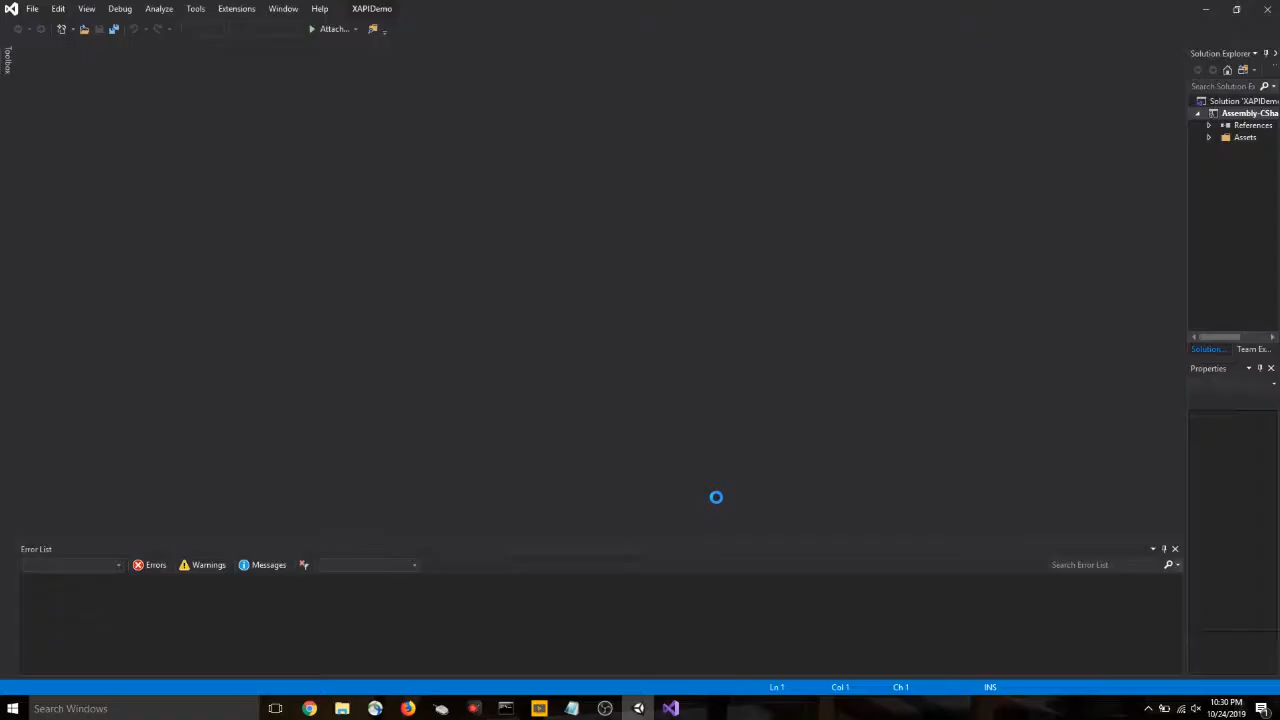 File Edit View Debug Analyze Tools Extensions Window Help XAPIDemo
Attach...
Toolbox
Solution Explorer
Search Solution Ex
Solution 'XAPIDemo
Assembly-CSha
References
Assets
Solution... Team Ex...
Properties
Error List
Errors Warnings Messages Search Error List
Ln 1 Col 1 Ch 1 INS
Search Windows
10:30 PM
10/24/2019